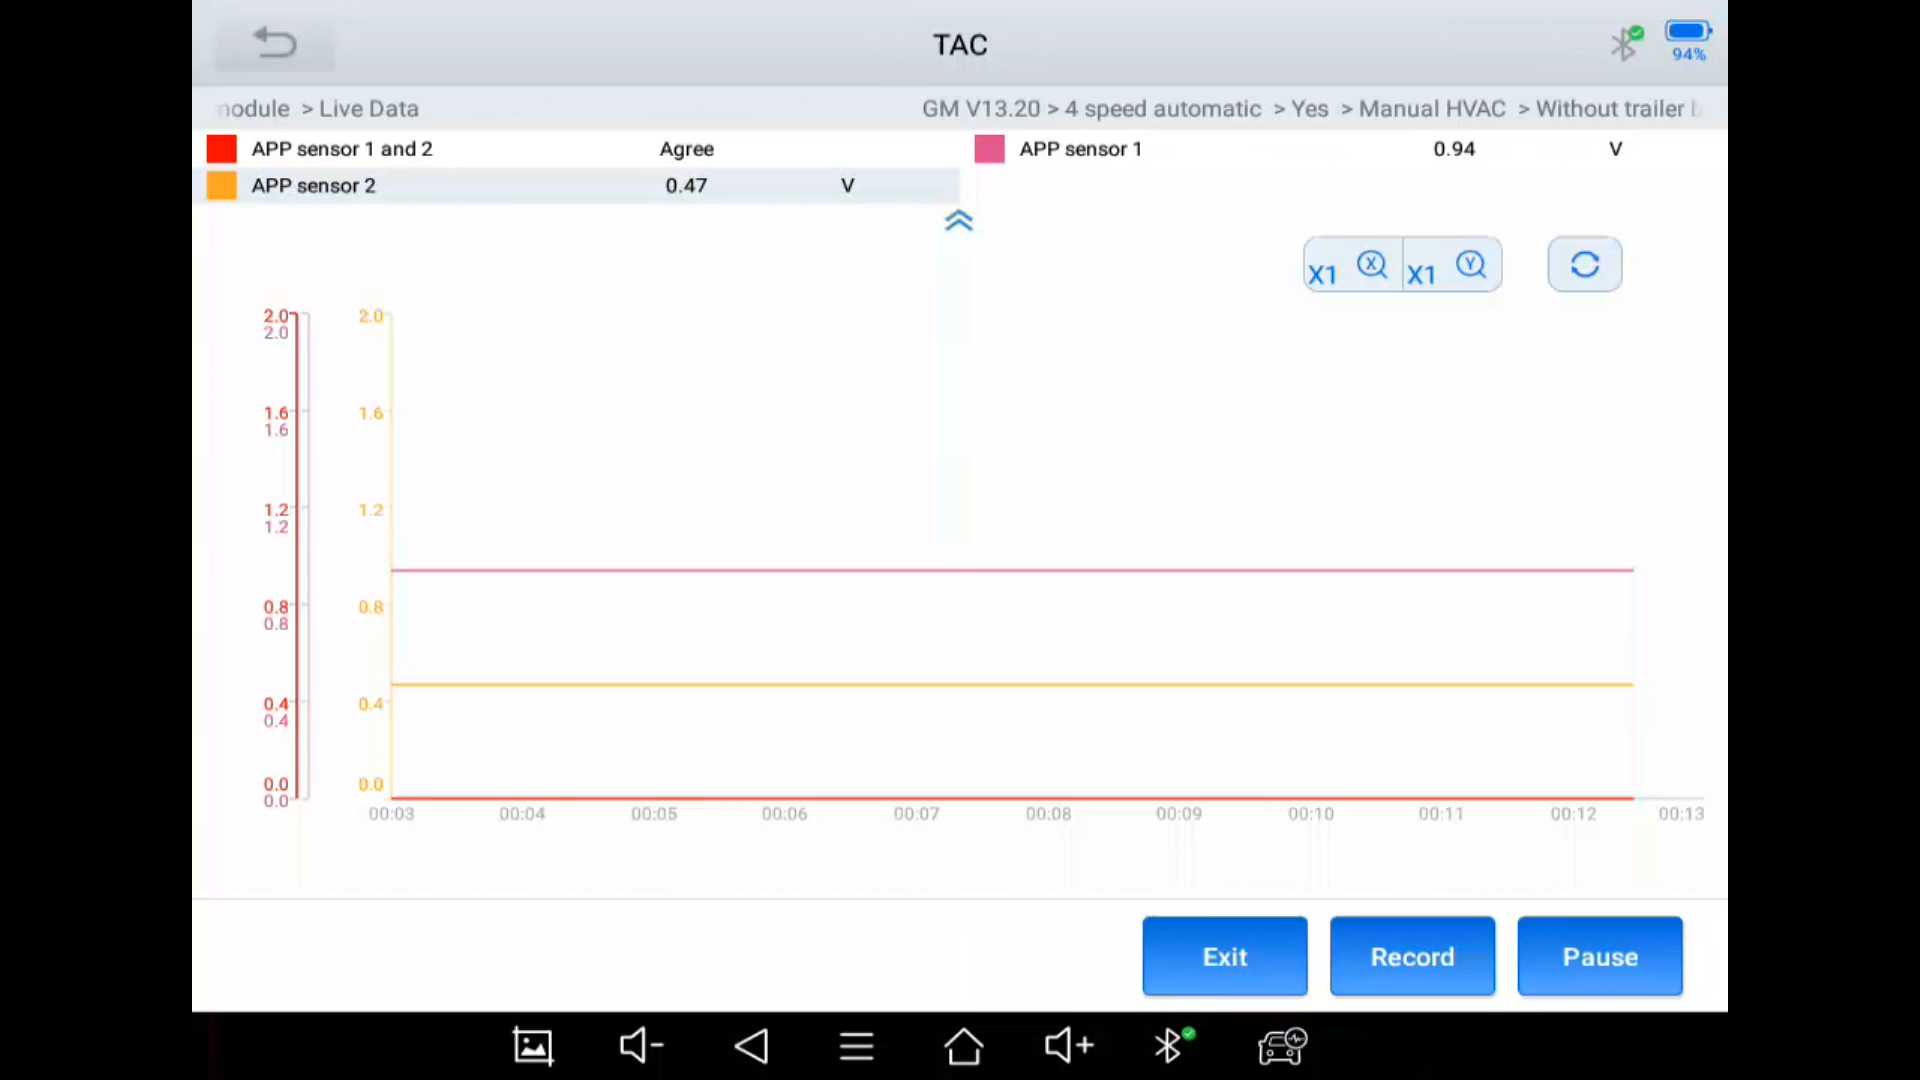 TAC
94%
module > Live Data
GM V13.20 > 4 speed automatic > Yes > Manual HVAC > Without trailer
APP sensor 1 and 2 Agree
APP sensor 1 0.94 V
APP sensor 2 0.47 V
X1 X X1 Y
2.0 2.0
2.0
1.6 1.6
1.6
1.2 1.2
1.2
0.8 0.8
0.8
0.4 0.4
0.4
0.0 0.0
0.0
00:03 00:04 00:05 00:06 00:07 00:08 00:09 00:10 00:11 00:12 00:13
Exit Record Pause